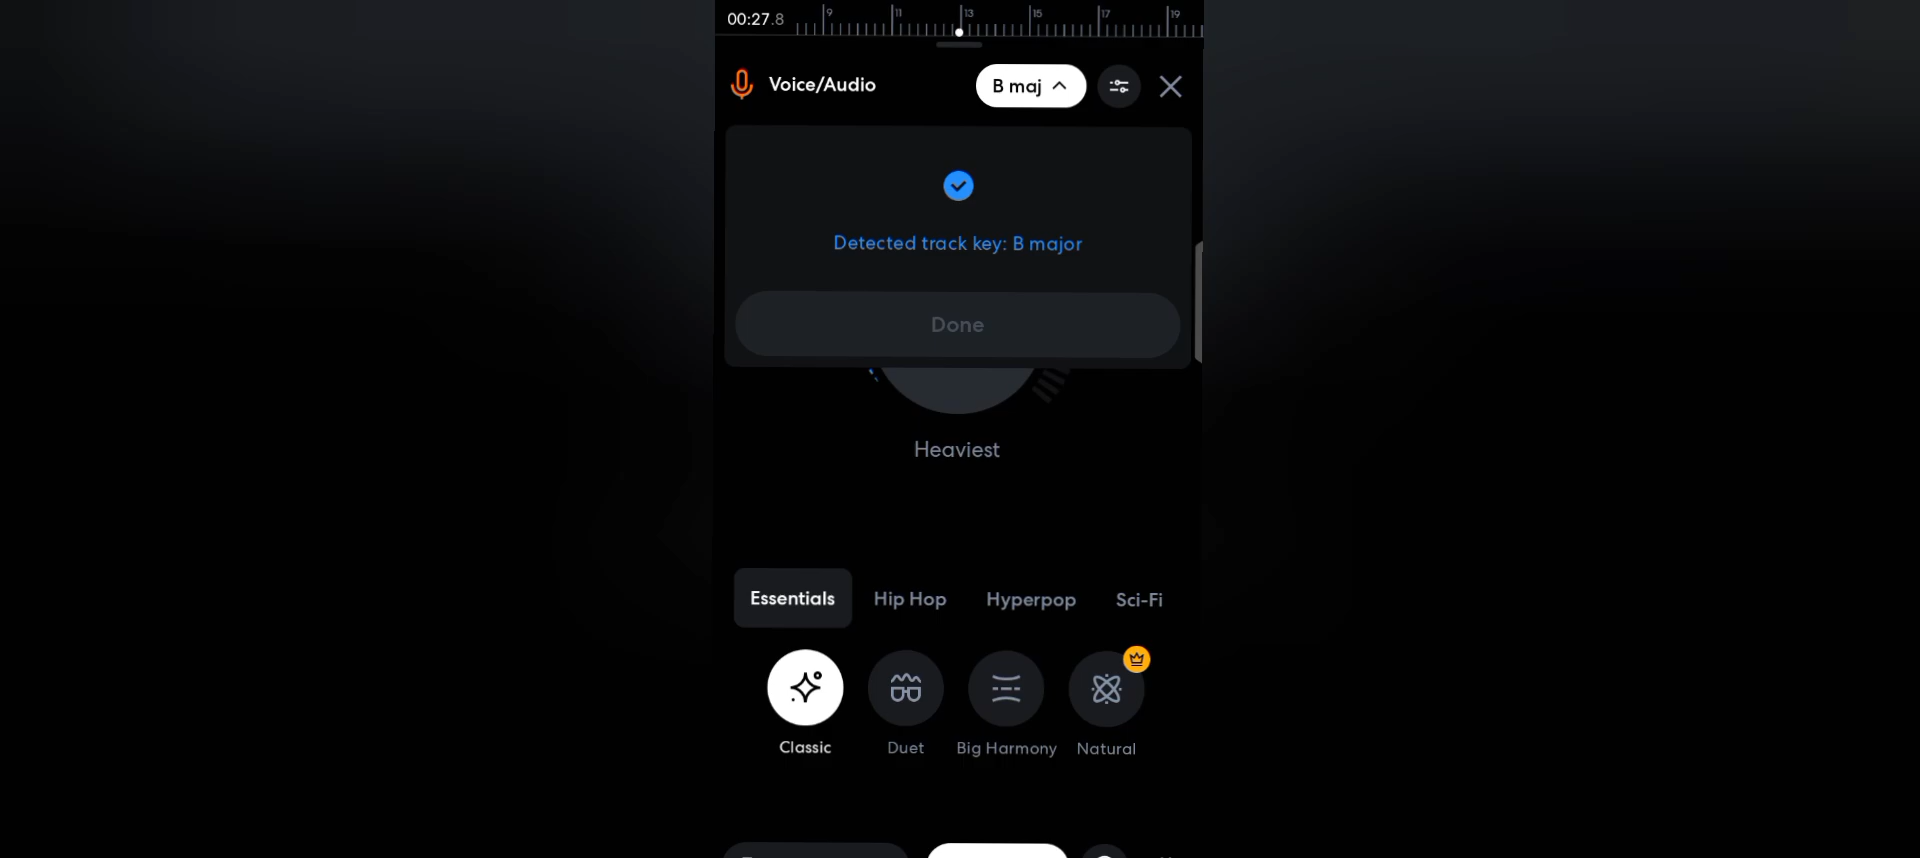 00:27.8
9 11 13 15 17 19
Voice/Audio
B maj
Detected track key: B major
Done
Heaviest
Essentials Hip Hop Hyperpop Sci-Fi
Classic Duet Big Harmony Natural